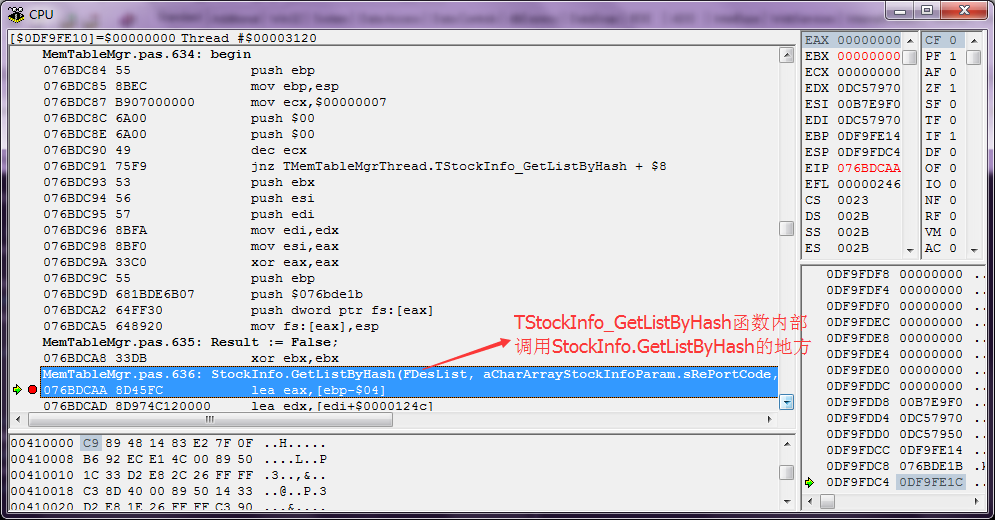 CPU
[$0DF9FE10]=$00000000 Thread #$00003120
MemTableMgr.pas.634: begin
076BDC84 55 push ebp
076BDC85 8BEC mov ebp,esp
076BDC87 B907000000 mov ecx,$00000007
076BDC8C 6A00 push $00
076BDC8E 6A00 push $00
076BDC90 49 dec ecx
076BDC91 75F9 jnz TMemTableMgrThread.TStockInfo_GetListByHash + $8
076BDC93 53 push ebx
076BDC94 56 push esi
076BDC95 57 push edi
076BDC96 8BFA mov edi,edx
076BDC98 8BF0 mov esi,eax
076BDC9A 33C0 xor eax,eax
076BDC9C 55 push ebp
076BDC9D 681BDE6B07 push $076bde1b
076BDCA2 64FF30 push dword ptr fs:[eax]
076BDCA5 648920 mov fs:[eax],esp
MemTableMgr.pas.635: Result := False;
076BDCA8 33DB xor ebx,ebx
MemTableMgr.pas.636: StockInfo.GetListByHash(FDesList, aCharArrayStockInfoParam.sRePortCode,
076BDCAA 8D45FC lea eax,[ebp-$04]
076BDCAD 8D974C120000 lea edx,[edi+$0000124c]
TStockInfo_GetListByHash函数内部
调用StockInfo.GetListByHash的地方
EAX 00000000
EBX 00000000
ECX 00000000
EDX 0DC57970
ESI 00B7E9F0
EDI 0DC57970
EBP 0DF9FE14
ESP 0DF9FDC4
EIP 076BDCAA
EFL 00000246
CS 0023
DS 002B
SS 002B
ES 002B
CF 0
PF 1
AF 0
ZF 1
SF 0
TF 0
IF 1
DF 0
OF 0
IO 0
NF 0
RF 0
VM 0
AC 0
00410000 C9 89 48 14 83 E2 7F 0F ..H.....
00410008 B6 92 EC E1 4C 00 89 50 ....L..P
00410010 1C 33 D2 E8 2C 26 FF FF .3..,&..
00410018 C3 8D 40 00 89 50 14 33 ..@..P.3
00410020 D2 E8 1E 26 FF FF C3 90 ...&....
0DF9FDF8 00000000 ..
0DF9FDF4 00000000 ..
0DF9FDF0 00000000 ..
0DF9FDEC 00000000 ..
0DF9FDE8 00000000 ..
0DF9FDE4 00000000 ..
0DF9FDE0 00000000 ..
0DF9FDDC 00000000 ..
0DF9FDD8 00B7E9F0 ..
0DF9FDD4 0DC57970 ..
0DF9FDD0 0DC57950 ..
0DF9FDCC 0DF9FE14 ..
0DF9FDC8 076BDE1B .k
0DF9FDC4 0DF9FE1C ..